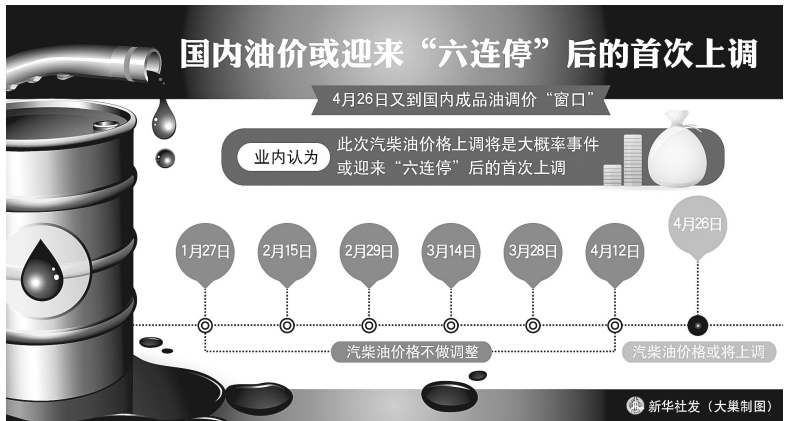 国内油价或迎来“六连停”后的首次上调
4月26日又到国内成品油调价“窗口”
业内认为
此次汽柴油价格上调将是大概率事件
或迎来“六连停”后的首次上调
1月27日
2月15日
2月29日
3月14日
3月28日
4月12日
4月26日
汽柴油价格不做调整
汽柴油价格或将上调
新华社发（大巢制图）